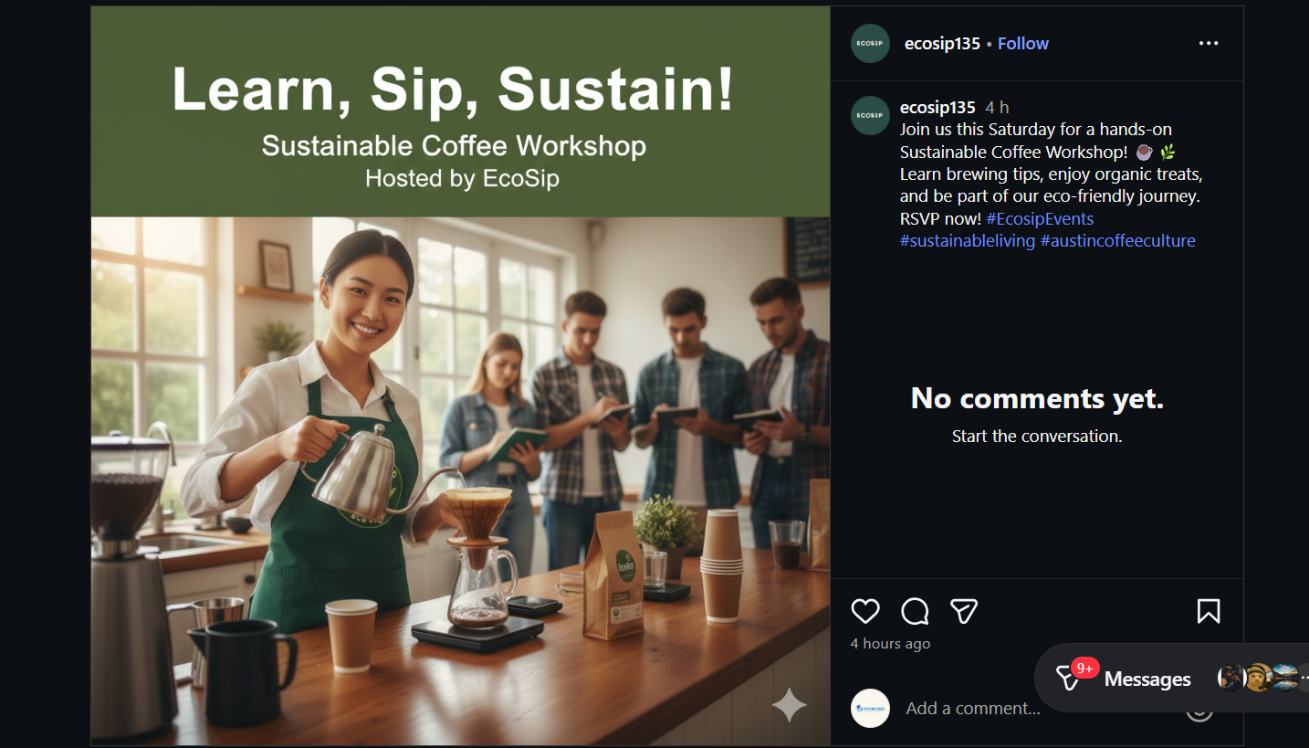 Learn, Sip, Sustain!
Sustainable Coffee Workshop
Hosted by EcoSip
ECOSIP
ecosip135 • Follow
ECOSIP
ecosip135 4 h
Join us this Saturday for a hands-on
Sustainable Coffee Workshop! ☕ 🌿
Learn brewing tips, enjoy organic treats,
and be part of our eco-friendly journey.
RSVP now! #EcosipEvents
#sustainableliving #austincoffeeculture
No comments yet.
Start the conversation.
4 hours ago
9+
Messages
Add a comment...